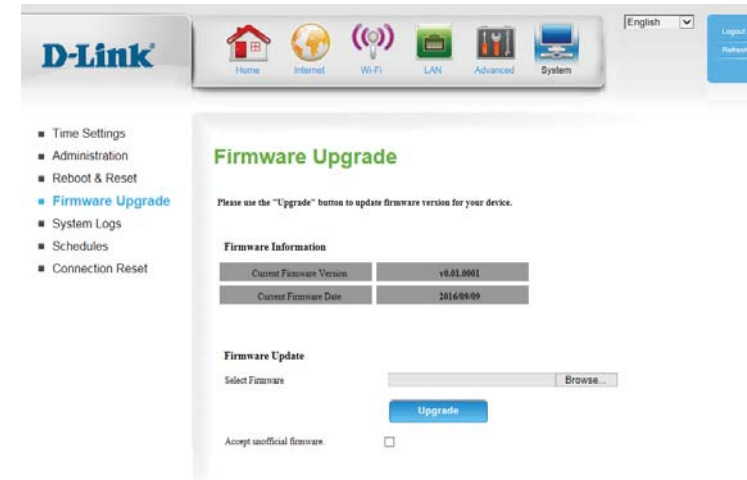 D-Link
Home
Internet
Wi-Fi
LAN
Advanced
System
English
Logout
Refresh
Time Settings
Administration
Reboot & Reset
Firmware Upgrade
System Logs
Schedules
Connection Reset
Firmware Upgrade
Please use the "Upgrade" button to update firmware version for your device.
Firmware Information
Current Firmware Version v0.01.0001
Current Firmware Date 2016/09/09
Firmware Update
Select Firmware Browse...
Upgrade
Accept unofficial firmware.